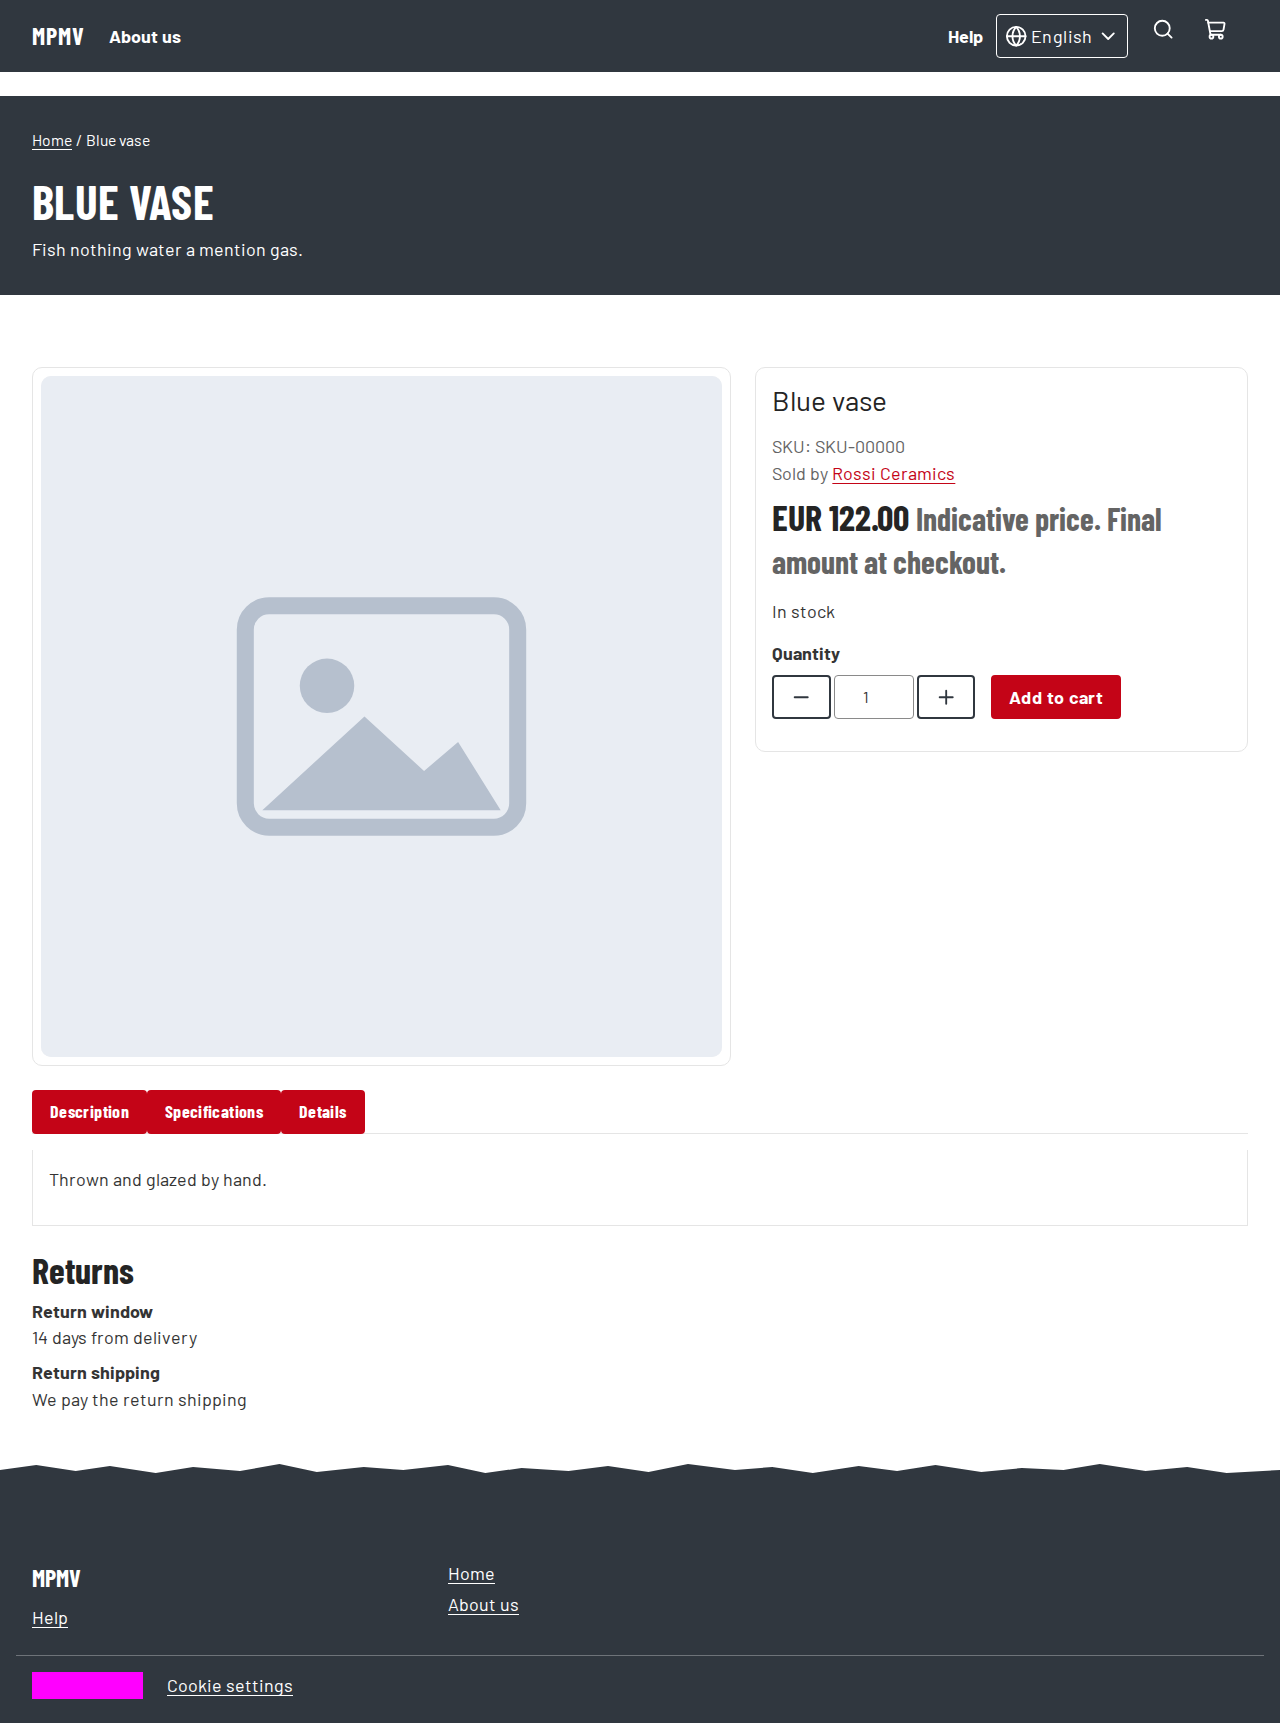 MPMV About us Help English
Home / Blue vase
BLUE VASE
Fish nothing water a mention gas.
Blue vase
SKU: SKU-00000
Sold by Rossi Ceramics
EUR 122.00 Indicative price. Final
amount at checkout.
In stock
Quantity
1 Add to cart
Description Specifications Details
Thrown and glazed by hand.
Returns
Return window
14 days from delivery
Return shipping
We pay the return shipping
MPMV
Help
Home
About us
Cookie settings